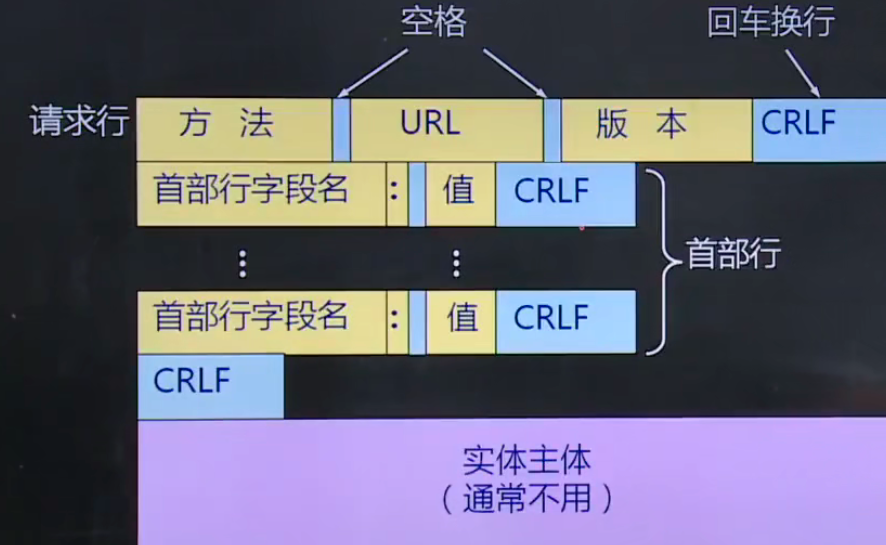 空格
回车换行
请求行 方 法 URL 版 本 CRLF
首部行字段名 : 值 CRLF
⋮ ⋮
首部行
首部行字段名 : 值 CRLF
CRLF
实体主体
（通常不用）